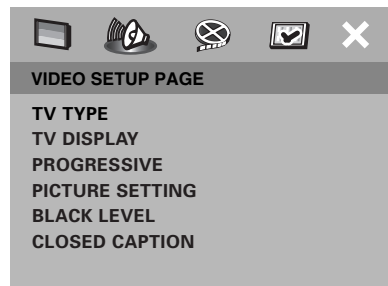 VIDEO SETUP PAGE
TV TYPE
TV DISPLAY
PROGRESSIVE
PICTURE SETTING
BLACK LEVEL
CLOSED CAPTION